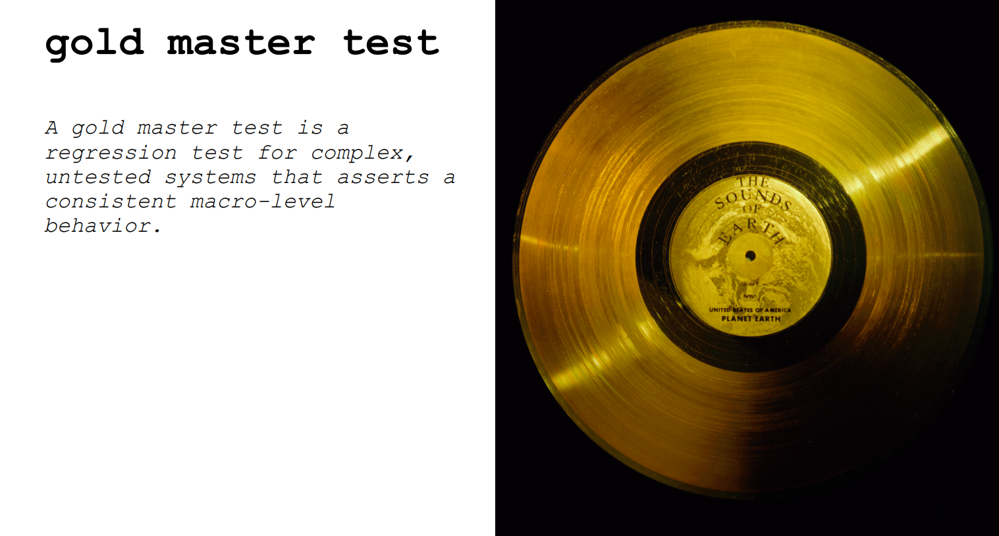 gold master test
A gold master test is a
regression test for complex,
untested systems that asserts a
consistent macro-level
behavior.
THE
SOUNDS
OF
EARTH
Side 1
NASA
UNITED STATES OF AMERICA
PLANET EARTH